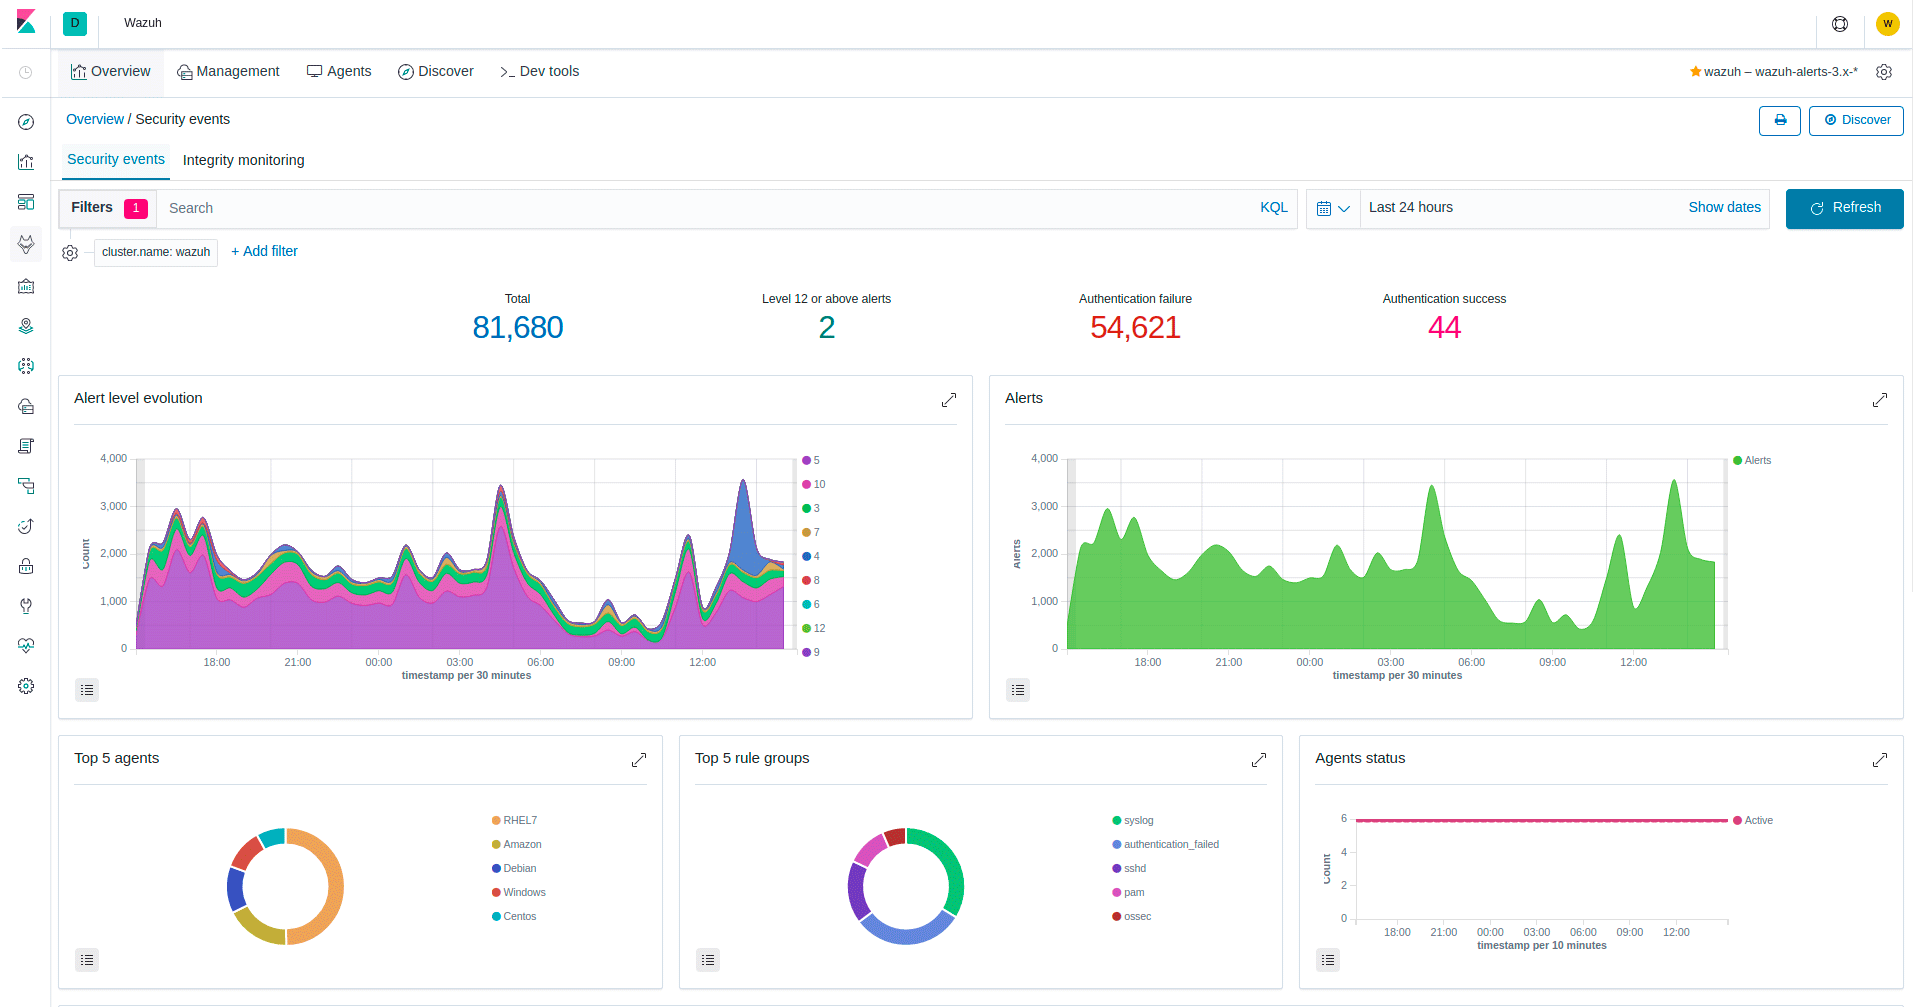 D Wazuh W
Overview Management Agents Discover >_ Dev tools wazuh – wazuh-alerts-3.x-*
Overview / Security events Discover
Security events Integrity monitoring
Filters 1 Search KQL Last 24 hours Show dates Refresh
cluster.name: wazuh + Add filter
Total Level 12 or above alerts Authentication failure Authentication success
81,680 2 54,621 44
Alert level evolution
4,000
3,000
2,000
1,000
0
Count
18:00 21:00 00:00 03:00 06:00 09:00 12:00
timestamp per 30 minutes
5
10
3
7
4
8
6
12
9
Alerts
4,000
3,000
2,000
1,000
0
Alerts
18:00 21:00 00:00 03:00 06:00 09:00 12:00
timestamp per 30 minutes
Alerts
Top 5 agents
RHEL7
Amazon
Debian
Windows
Centos
Top 5 rule groups
syslog
authentication_failed
sshd
pam
ossec
Agents status
6
4
2
0
Count
18:00 21:00 00:00 03:00 06:00 09:00 12:00
timestamp per 10 minutes
Active